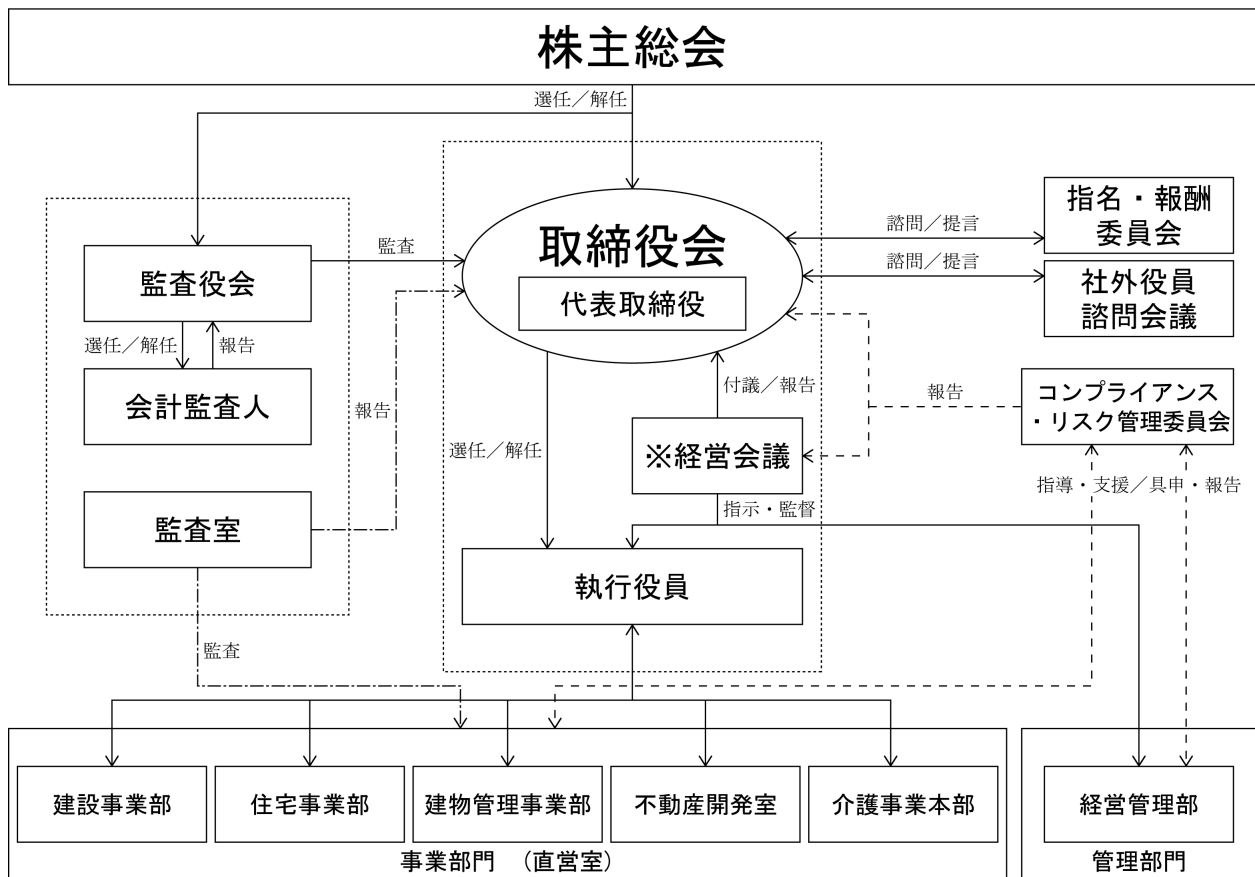 株主総会
選任／解任
指名・報酬
委員会
諮問／提言
取締役会
代表取締役
監査
監査役会
諮問／提言
社外役員
諮問会議
選任／解任
報告
会計監査人
報告
付議／報告
報告
コンプライアンス
・リスク管理委員会
選任／解任
※経営会議
指導・支援／具申・報告
指示・監督
監査室
執行役員
監査
建設事業部
住宅事業部
建物管理事業部
不動産開発室
介護事業本部
経営管理部
事業部門　（直営室）
管理部門